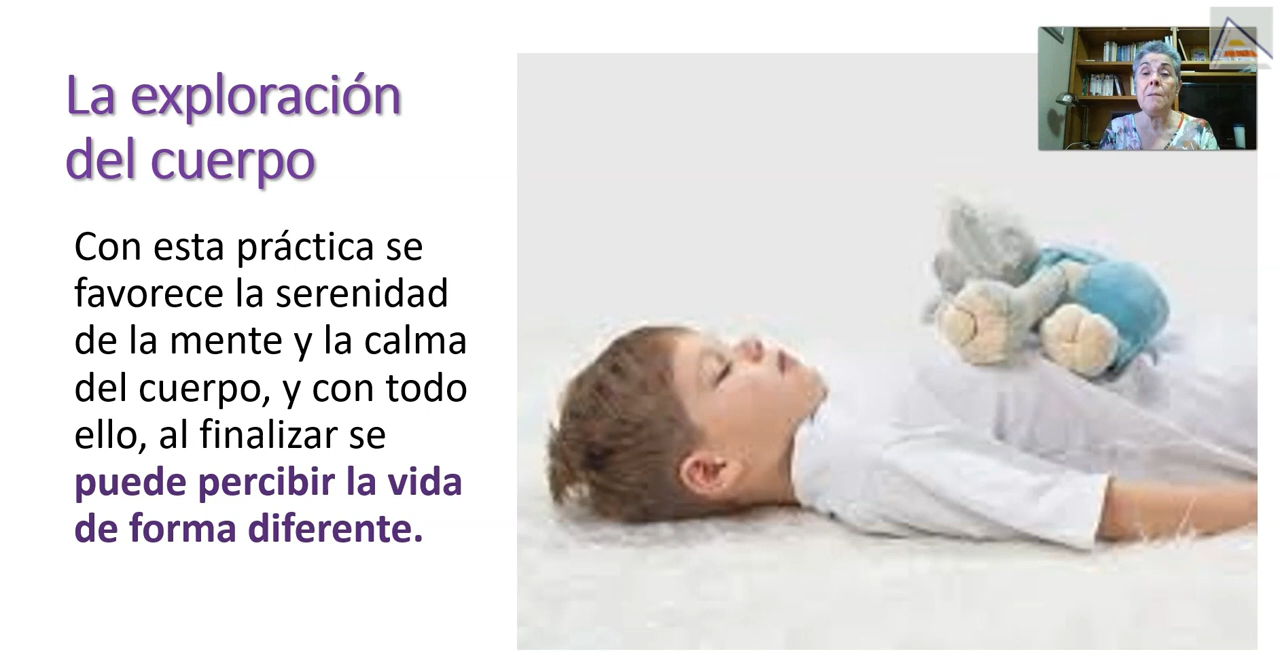 La exploración
del cuerpo
Con esta práctica se
favorece la serenidad
de la mente y la calma
del cuerpo, y con todo
ello, al finalizar se
puede percibir la vida
de forma diferente.